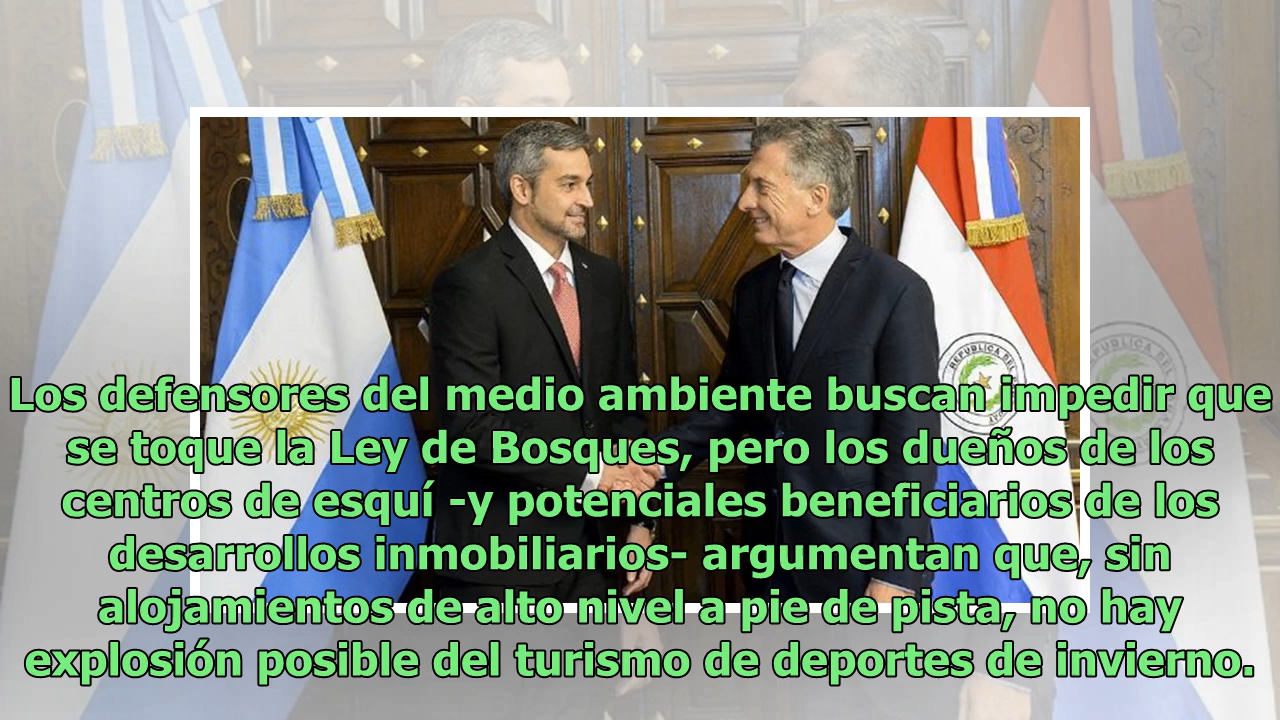 Los defensores del medio ambiente buscan impedir que
se toque la Ley de Bosques, pero los dueños de los
centros de esquí -y potenciales beneficiarios de los
desarrollos inmobiliarios- argumentan que, sin
alojamientos de alto nivel a pie de pista, no hay
explosión posible del turismo de deportes de invierno.
REPUBLICA DEL